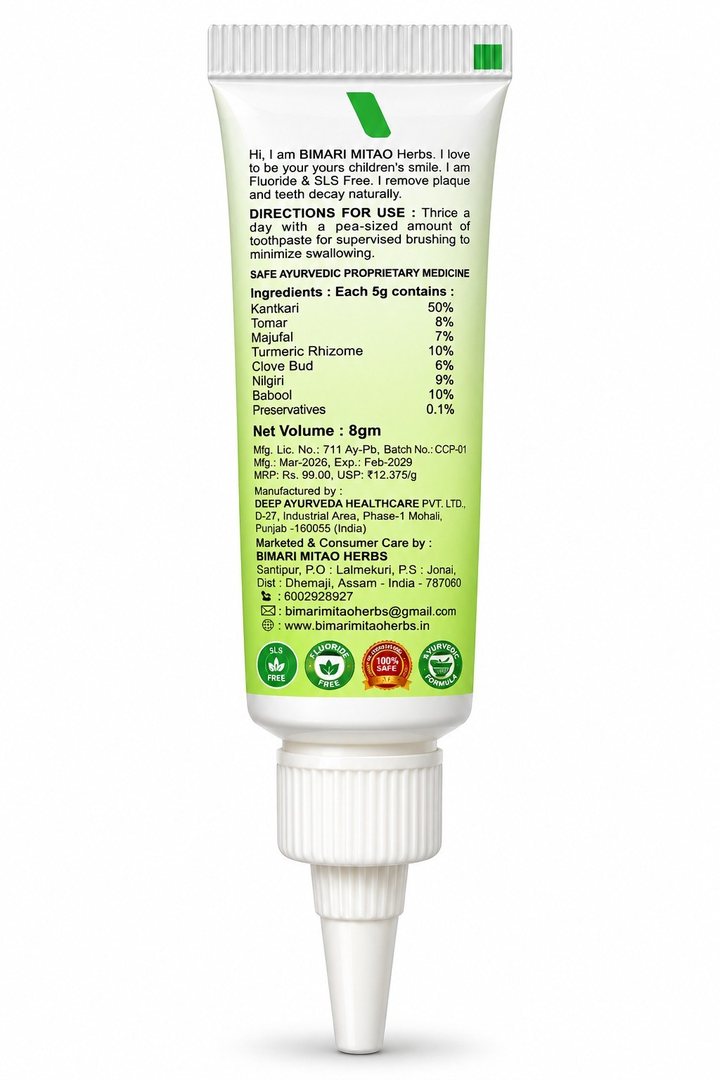 Hi, I am BIMARI MITAO Herbs. I love
to be your yours children's smile. I am
Fluoride & SLS Free. I remove plaque
and teeth decay naturally.
DIRECTIONS FOR USE : Thrice a
day with a pea-sized amount of
toothpaste for supervised brushing to
minimize swallowing.
SAFE AYURVEDIC PROPRIETARY MEDICINE
Ingredients : Each 5g contains :
Kantkari 50%
Tomar 8%
Majufal 7%
Turmeric Rhizome 10%
Clove Bud 6%
Nilgiri 9%
Babool 10%
Preservatives 0.1%
Net Volume : 8gm
Mfg. Lic. No.: 711 Ay-Pb, Batch No.: CCP-01
Mfg.: Mar-2026, Exp.: Feb-2029
MRP: Rs. 99.00, USP: ₹12.375/g
Manufactured by :
DEEP AYURVEDA HEALTHCARE PVT. LTD.,
D-27, Industrial Area, Phase-1 Mohali,
Punjab -160055 (India)
Marketed & Consumer Care by :
BIMARI MITAO HERBS
Santipur, P.O : Lalmekuri, P.S : Jonai,
Dist : Dhemaji, Assam - India - 787060
: 6002928927
: bimarimitaoherbs@gmail.com
: www.bimarimitaoherbs.in
SLS FREE
FLUORIDE FREE
100% SAFE
AYURVEDIC FORMULA